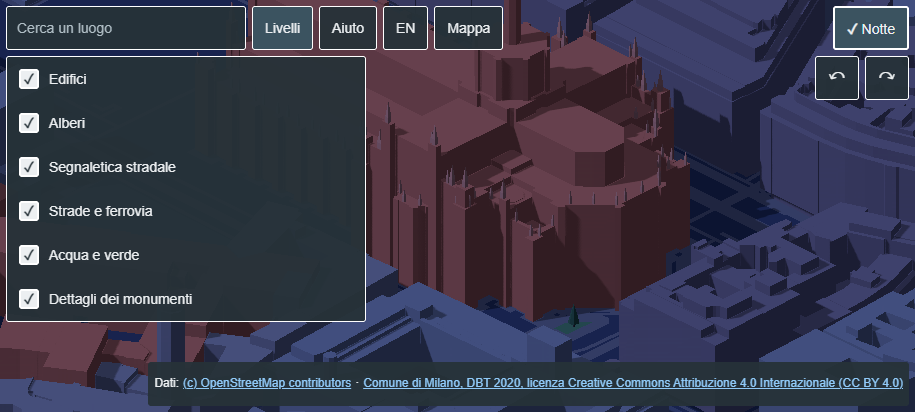 Cerca un luogo
Livelli
Aiuto
EN
Mappa
Notte
Edifici
Alberi
Segnaletica stradale
Strade e ferrovia
Acqua e verde
Dettagli dei monumenti
Dati: (c) OpenStreetMap contributors · Comune di Milano, DBT 2020, licenza Creative Commons Attribuzione 4.0 Internazionale (CC BY 4.0)